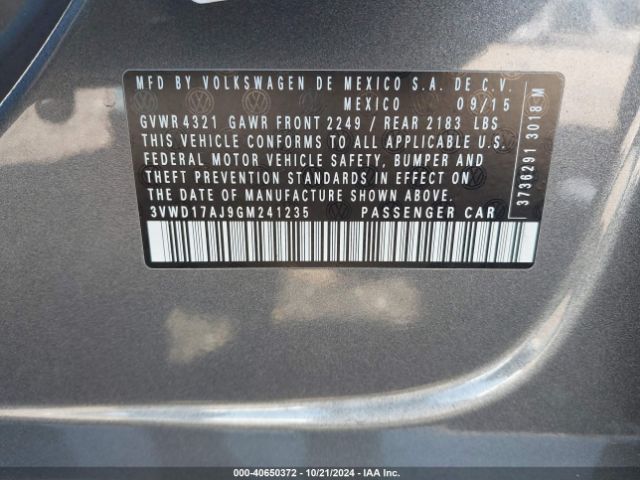 MFD BY VOLKSWAGEN DE MEXICO S.A. DE C.V.
MEXICO 09/15
GVWR 4321 GAWR FRONT 2249 / REAR 2183 LBS
THIS VEHICLE CONFORMS TO ALL APPLICABLE U.S.
FEDERAL MOTOR VEHICLE SAFETY, BUMPER AND
THEFT PREVENTION STANDARDS IN EFFECT ON
THE DATE OF MANUFACTURE SHOWN ABOVE.
3VWD17AJ9GM241235 PASSENGER CAR
3736291 3018 M
000-40650372 - 10/21/2024 - IAA Inc.